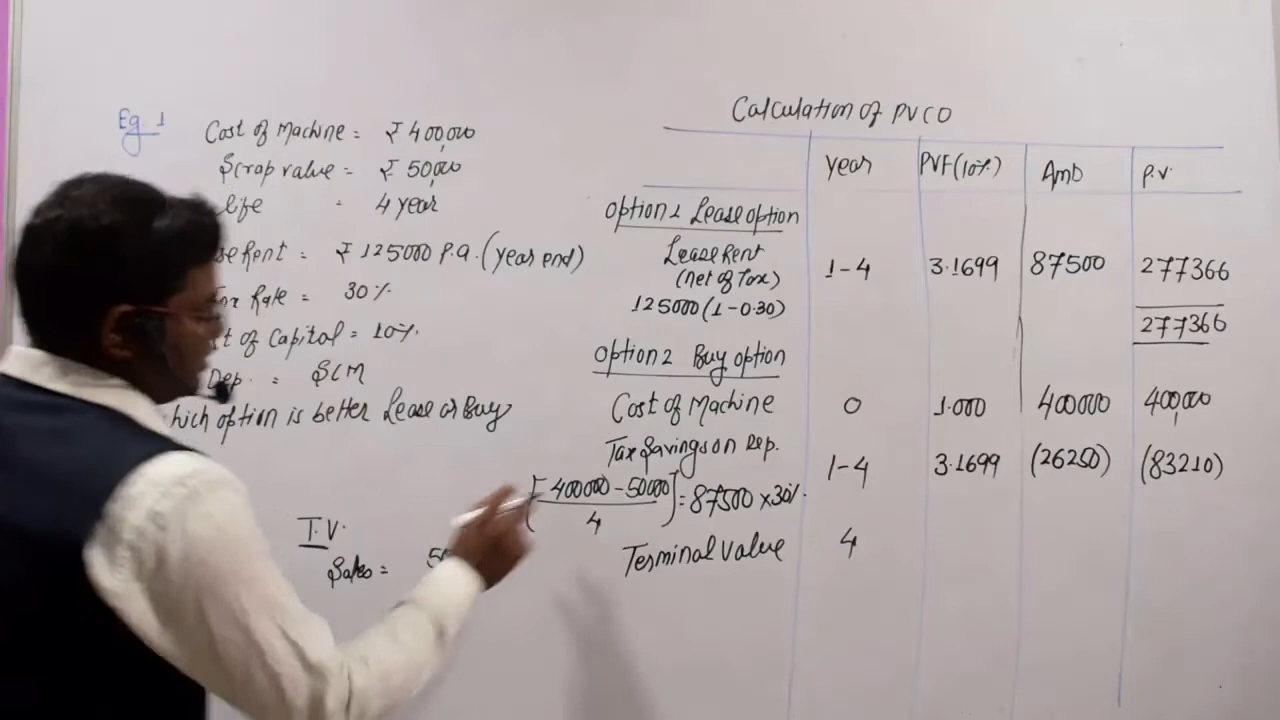 Eg. 1
Cost of Machine = ₹ 400,000
Scrap value = ₹ 50,000
life = 4 year
Rent = ₹ 125000 P.a. (year end)
Rate = 30%
of Capital = 10%
Dep. = SLM
option is better Lease or Buy
T.V.
Sales =
Calculation of PVCO
year PVF(10%) Amt P.V.
Option 1 Lease option
Lease Rent 1-4 3.1699 87500 277366
(net of Tax)
125000 (1-0.30) 277366
Option 2 Buy option
Cost of Machine 0 1.000 400000 400,000
Tax Savings on Dep. 1-4 3.1699 (26250) (83210)
[400000-50000/4] = 87500 x 30%
Terminal value 4